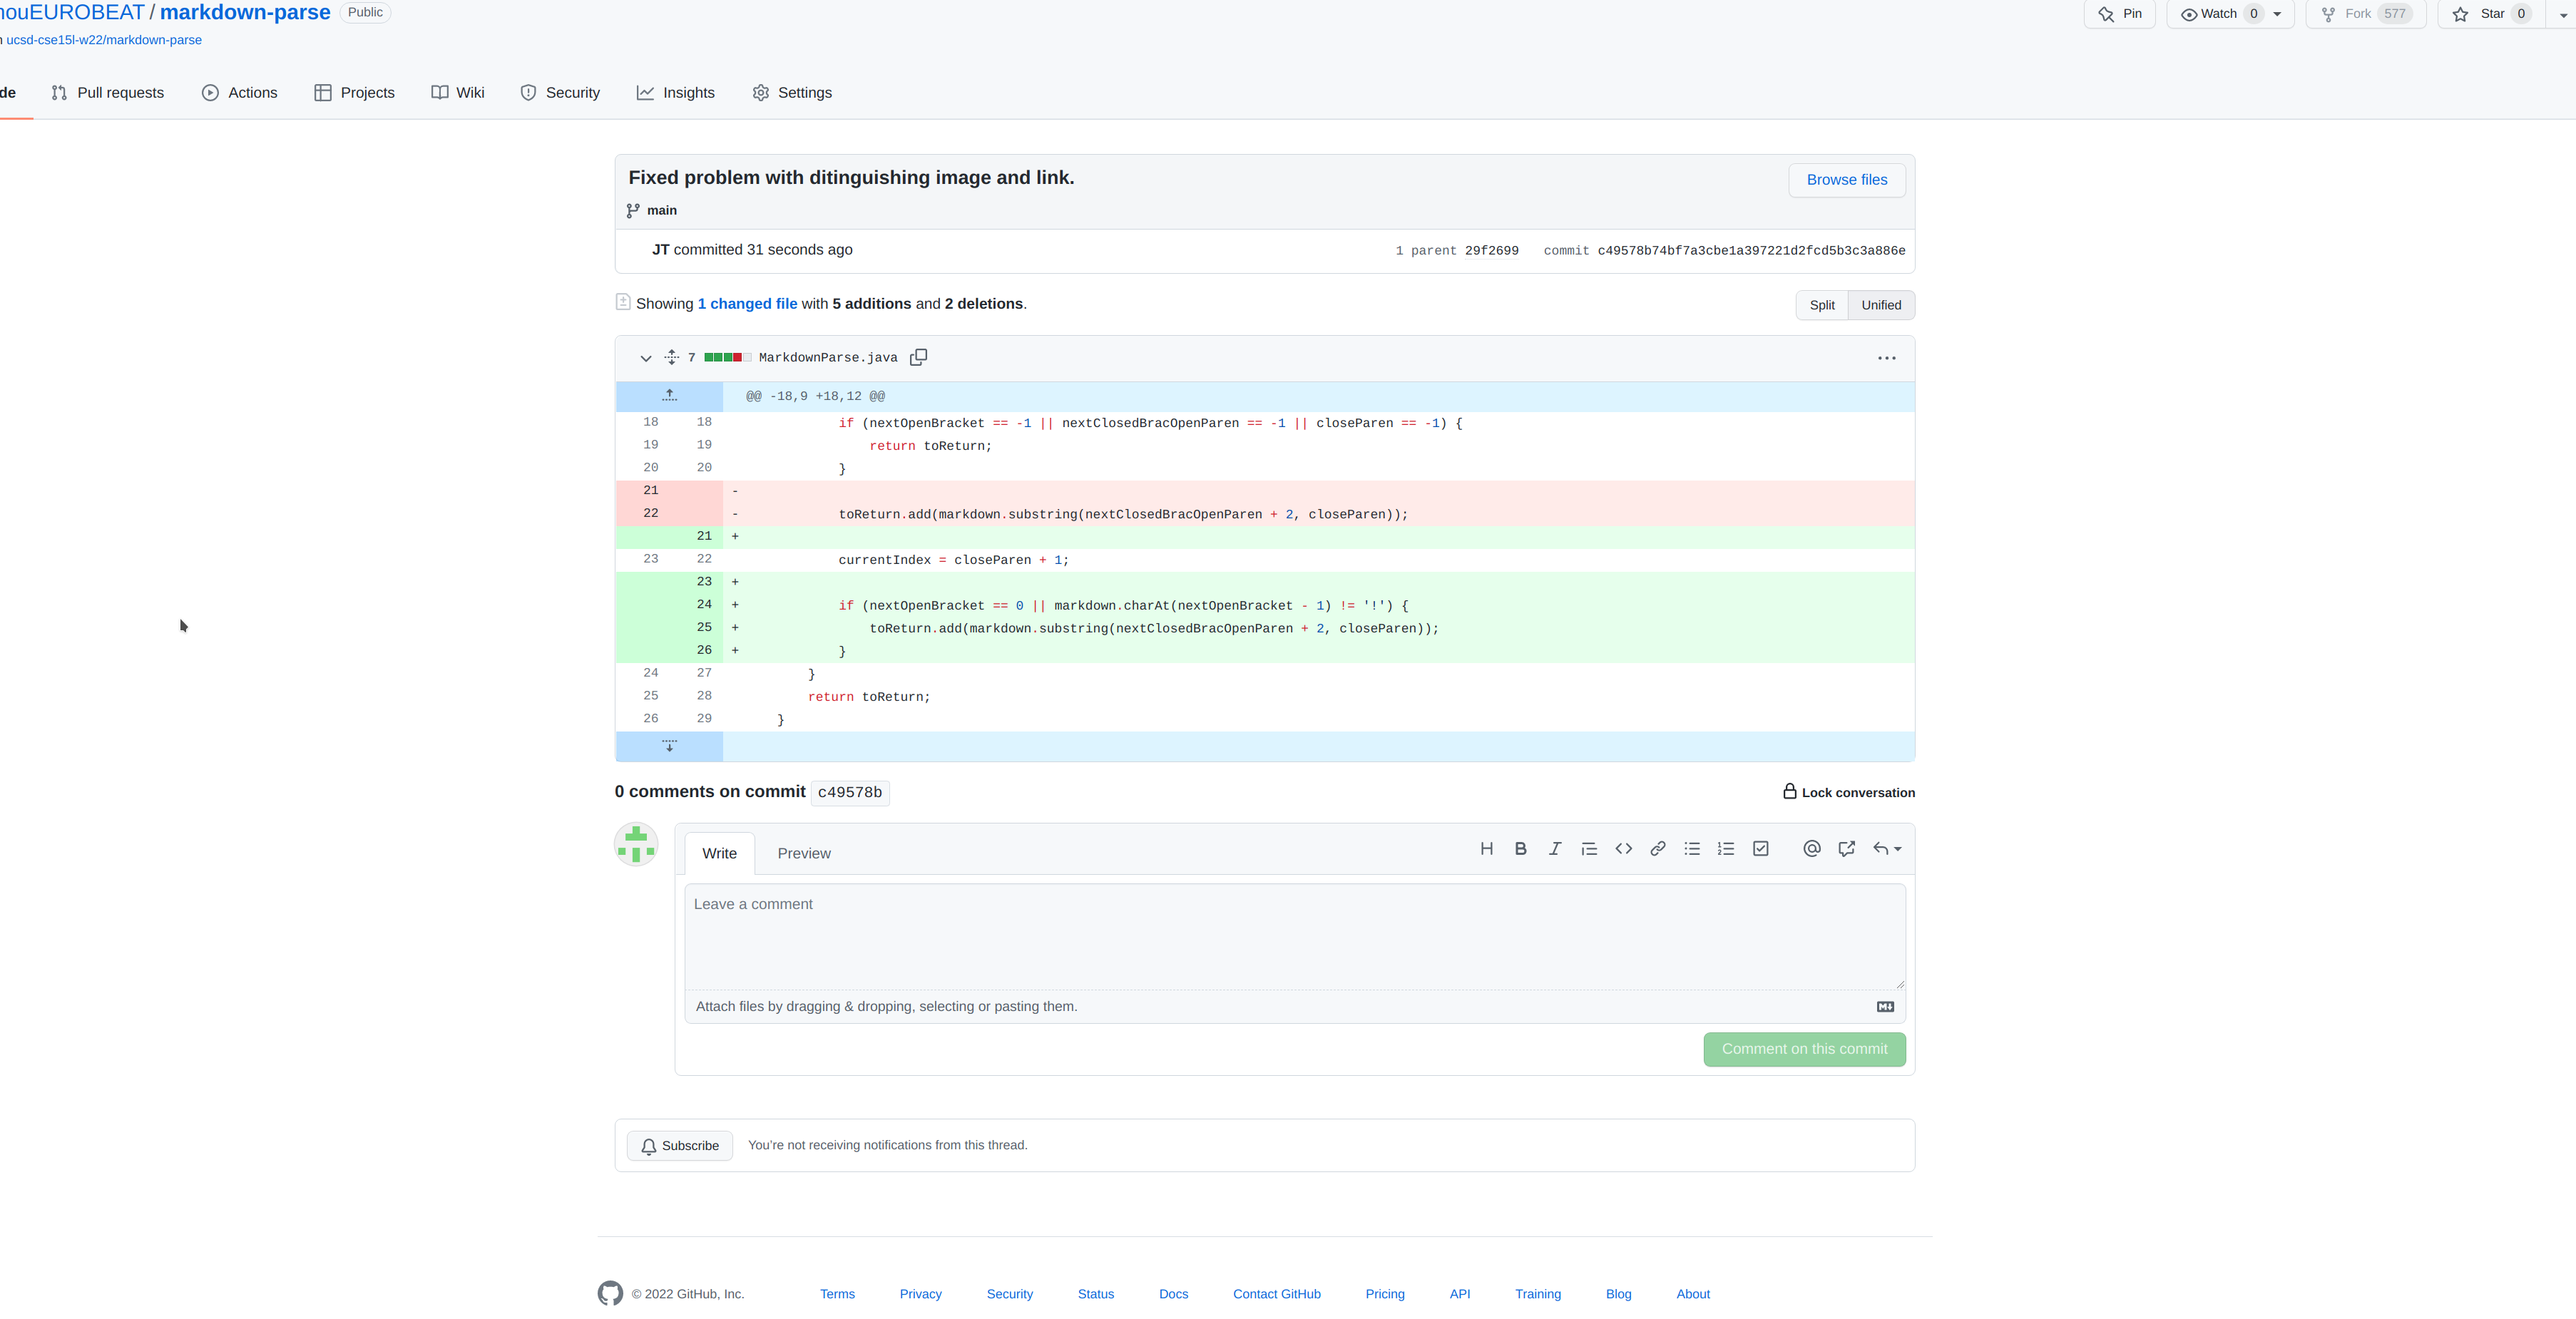 houEUROBEAT / markdown-parse Public
Pin Watch 0 Fork 577 Star 0
ucsd-cse15l-w22/markdown-parse
de Pull requests Actions Projects Wiki Security Insights Settings
Fixed problem with ditinguishing image and link.
Browse files
main
JT committed 31 seconds ago
1 parent 29f2699 commit c49578b74bf7a3cbe1a397221d2fcd5b3c3a886e
Showing 1 changed file with 5 additions and 2 deletions.
Split Unified
7 MarkdownParse.java
@@ -18,9 +18,12 @@
18 18 if (nextOpenBracket == -1 || nextClosedBracOpenParen == -1 || closeParen == -1) {
19 19 return toReturn;
20 20 }
21 -
22 - toReturn.add(markdown.substring(nextClosedBracOpenParen + 2, closeParen));
21 +
23 22 currentIndex = closeParen + 1;
23 +
24 + if (nextOpenBracket == 0 || markdown.charAt(nextOpenBracket - 1) != '!') {
25 + toReturn.add(markdown.substring(nextClosedBracOpenParen + 2, closeParen));
26 + }
24 27 }
25 28 return toReturn;
26 29 }
0 comments on commit c49578b
Lock conversation
Write Preview
Leave a comment
Attach files by dragging & dropping, selecting or pasting them.
Comment on this commit
Subscribe You're not receiving notifications from this thread.
© 2022 GitHub, Inc. Terms Privacy Security Status Docs Contact GitHub Pricing API Training Blog About